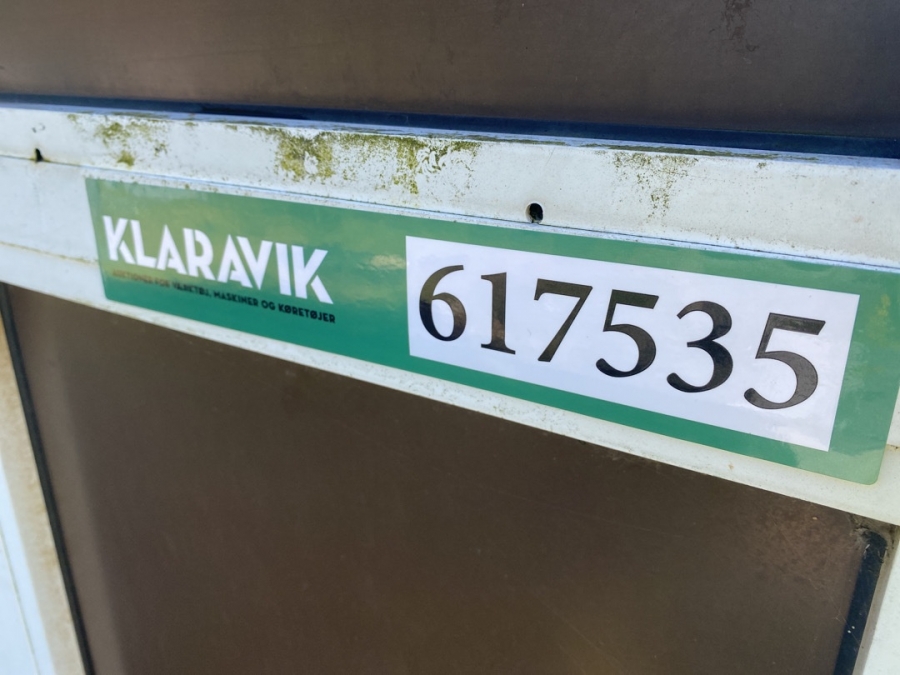 KLARAVIK
AUKTIONER FOR VÆRKTØJ, MASKINER OG KØRETØJER
617535